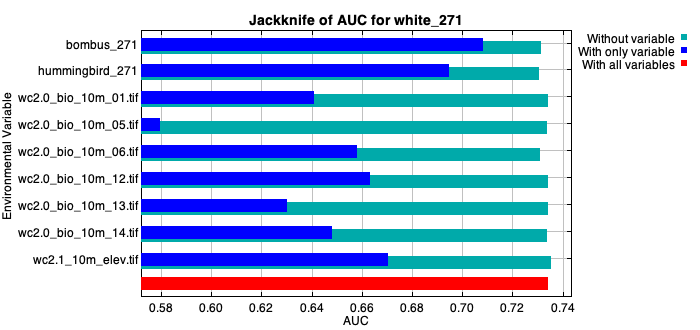 Jackknife of AUC for white_271
Without variable
With only variable
With all variables
Environmental Variable
bombus_271
hummingbird_271
wc2.0_bio_10m_01.tif
wc2.0_bio_10m_05.tif
wc2.0_bio_10m_06.tif
wc2.0_bio_10m_12.tif
wc2.0_bio_10m_13.tif
wc2.0_bio_10m_14.tif
wc2.1_10m_elev.tif
0.58 0.60 0.62 0.64 0.66 0.68 0.70 0.72 0.74
AUC